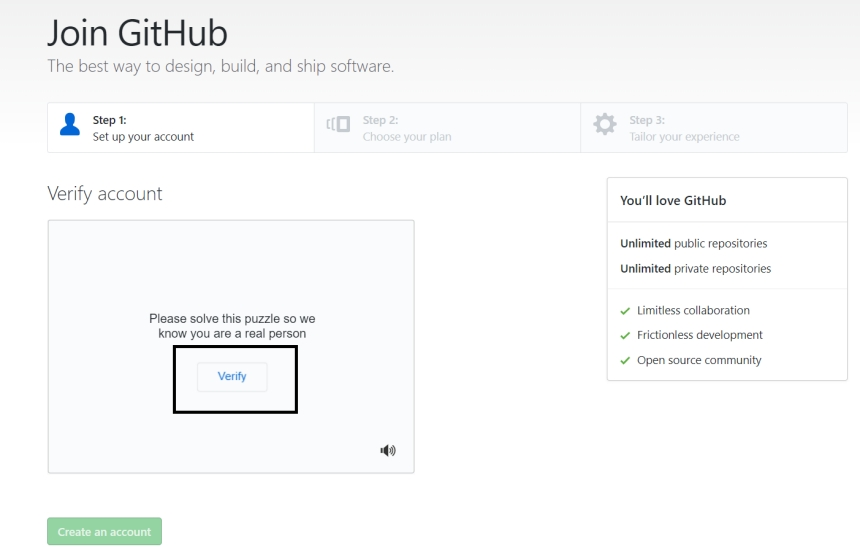 Join GitHub
The best way to design, build, and ship software.
Step 1:
Set up your account
Step 2:
Choose your plan
Step 3:
Tailor your experience
Verify account
Please solve this puzzle so we
know you are a real person
Verify
Create an account
You'll love GitHub
Unlimited public repositories
Unlimited private repositories
Limitless collaboration
Frictionless development
Open source community